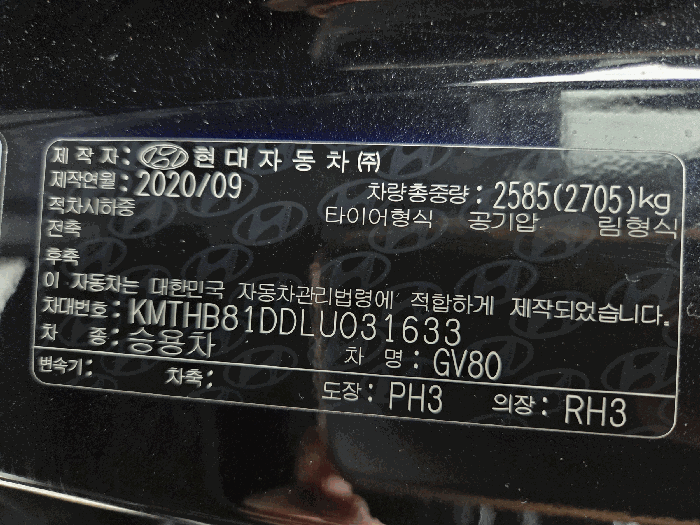 제작자: 현대자동차(주)
제작연월: 2020/09 차량총중량: 2585(2705)kg
적차시하중 타이어형식 공기압 림형식
전축
후축
이 자동차는 대한민국 자동차관리법령에 적합하게 제작되었습니다.
차대번호: KMTHB81DDLU031633
차 종: 승용차 차 명: GV80
변속기: 차축: 도장: PH3 의장: RH3